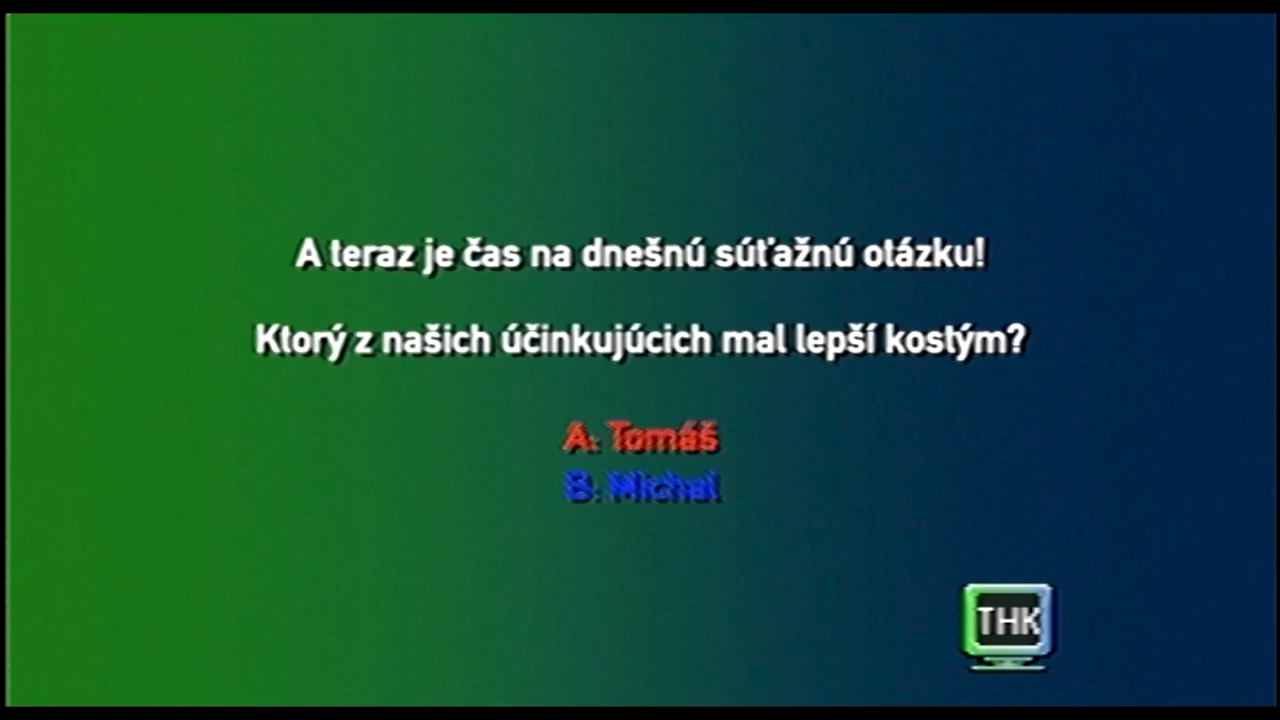 A teraz je čas na dnešnú súťažnú otázku!
Ktorý z našich účinkujúcich mal lepší kostým?
A: Tomáš
B: Michal
THK